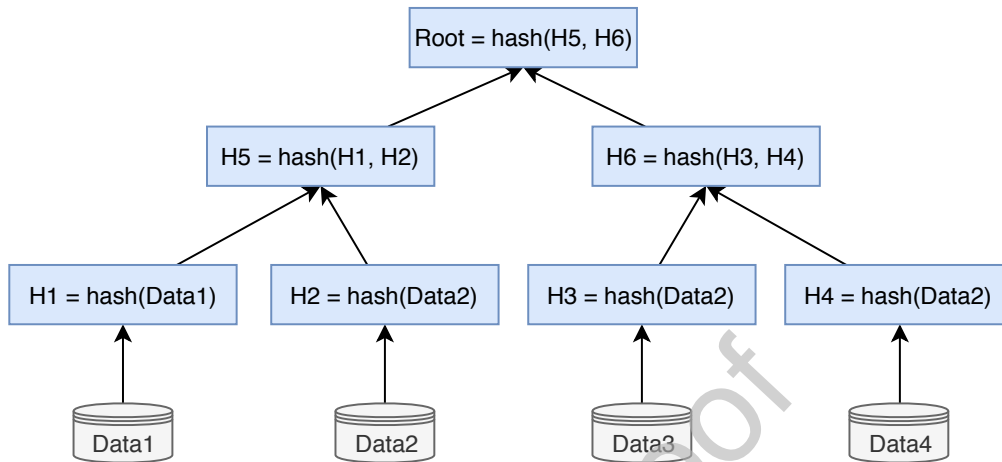 Root = hash(H5, H6)
H5 = hash(H1, H2)
H6 = hash(H3, H4)
H1 = hash(Data1)
H2 = hash(Data2)
H3 = hash(Data2)
H4 = hash(Data2)
Data1
Data2
Data3
Data4